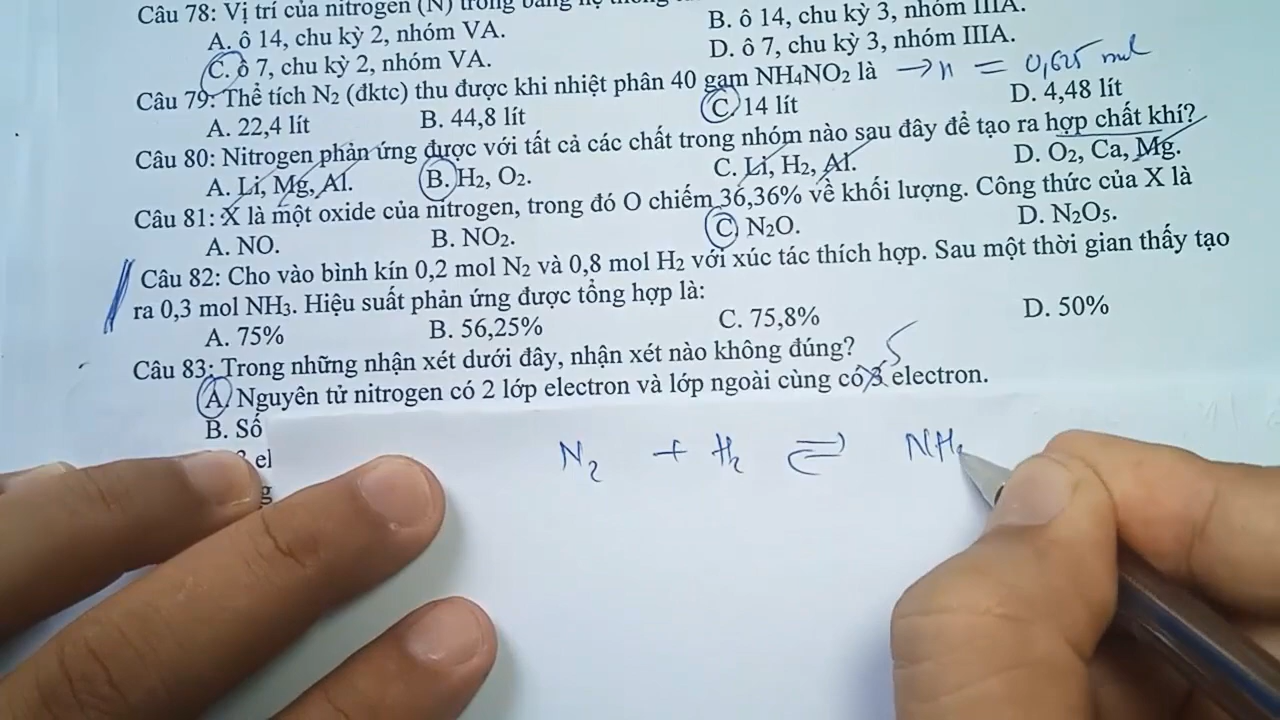 Câu 78: Vị trí của nitrogen (N) trong bảng hệ
A. ô 14, chu kỳ 2, nhóm VA. B. ô 14, chu kỳ 3, nhóm IIIA.
C. ô 7, chu kỳ 2, nhóm VA. D. ô 7, chu kỳ 3, nhóm IIIA.
Câu 79: Thể tích N₂ (đktc) thu được khi nhiệt phân 40 gam NH₄NO₂ là → n = 0,625 mol
A. 22,4 lít B. 44,8 lít C. 14 lít D. 4,48 lít
Câu 80: Nitrogen phản ứng được với tất cả các chất trong nhóm nào sau đây để tạo ra hợp chất khí?
A. Li, Mg, Al. B. H₂, O₂. C. Li, H₂, Al. D. O₂, Ca, Mg.
Câu 81: X là một oxide của nitrogen, trong đó O chiếm 36,36% về khối lượng. Công thức của X là
A. NO. B. NO₂. C. N₂O. D. N₂O₅.
Câu 82: Cho vào bình kín 0,2 mol N₂ và 0,8 mol H₂ với xúc tác thích hợp. Sau một thời gian thấy tạo
ra 0,3 mol NH₃. Hiệu suất phản ứng được tổng hợp là:
A. 75% B. 56,25% C. 75,8% D. 50%
Câu 83: Trong những nhận xét dưới đây, nhận xét nào không đúng? 5
A. Nguyên tử nitrogen có 2 lớp electron và lớp ngoài cùng có 3 electron.
B. Số
N₂ + H₂ ⇌ NH₃
el
g